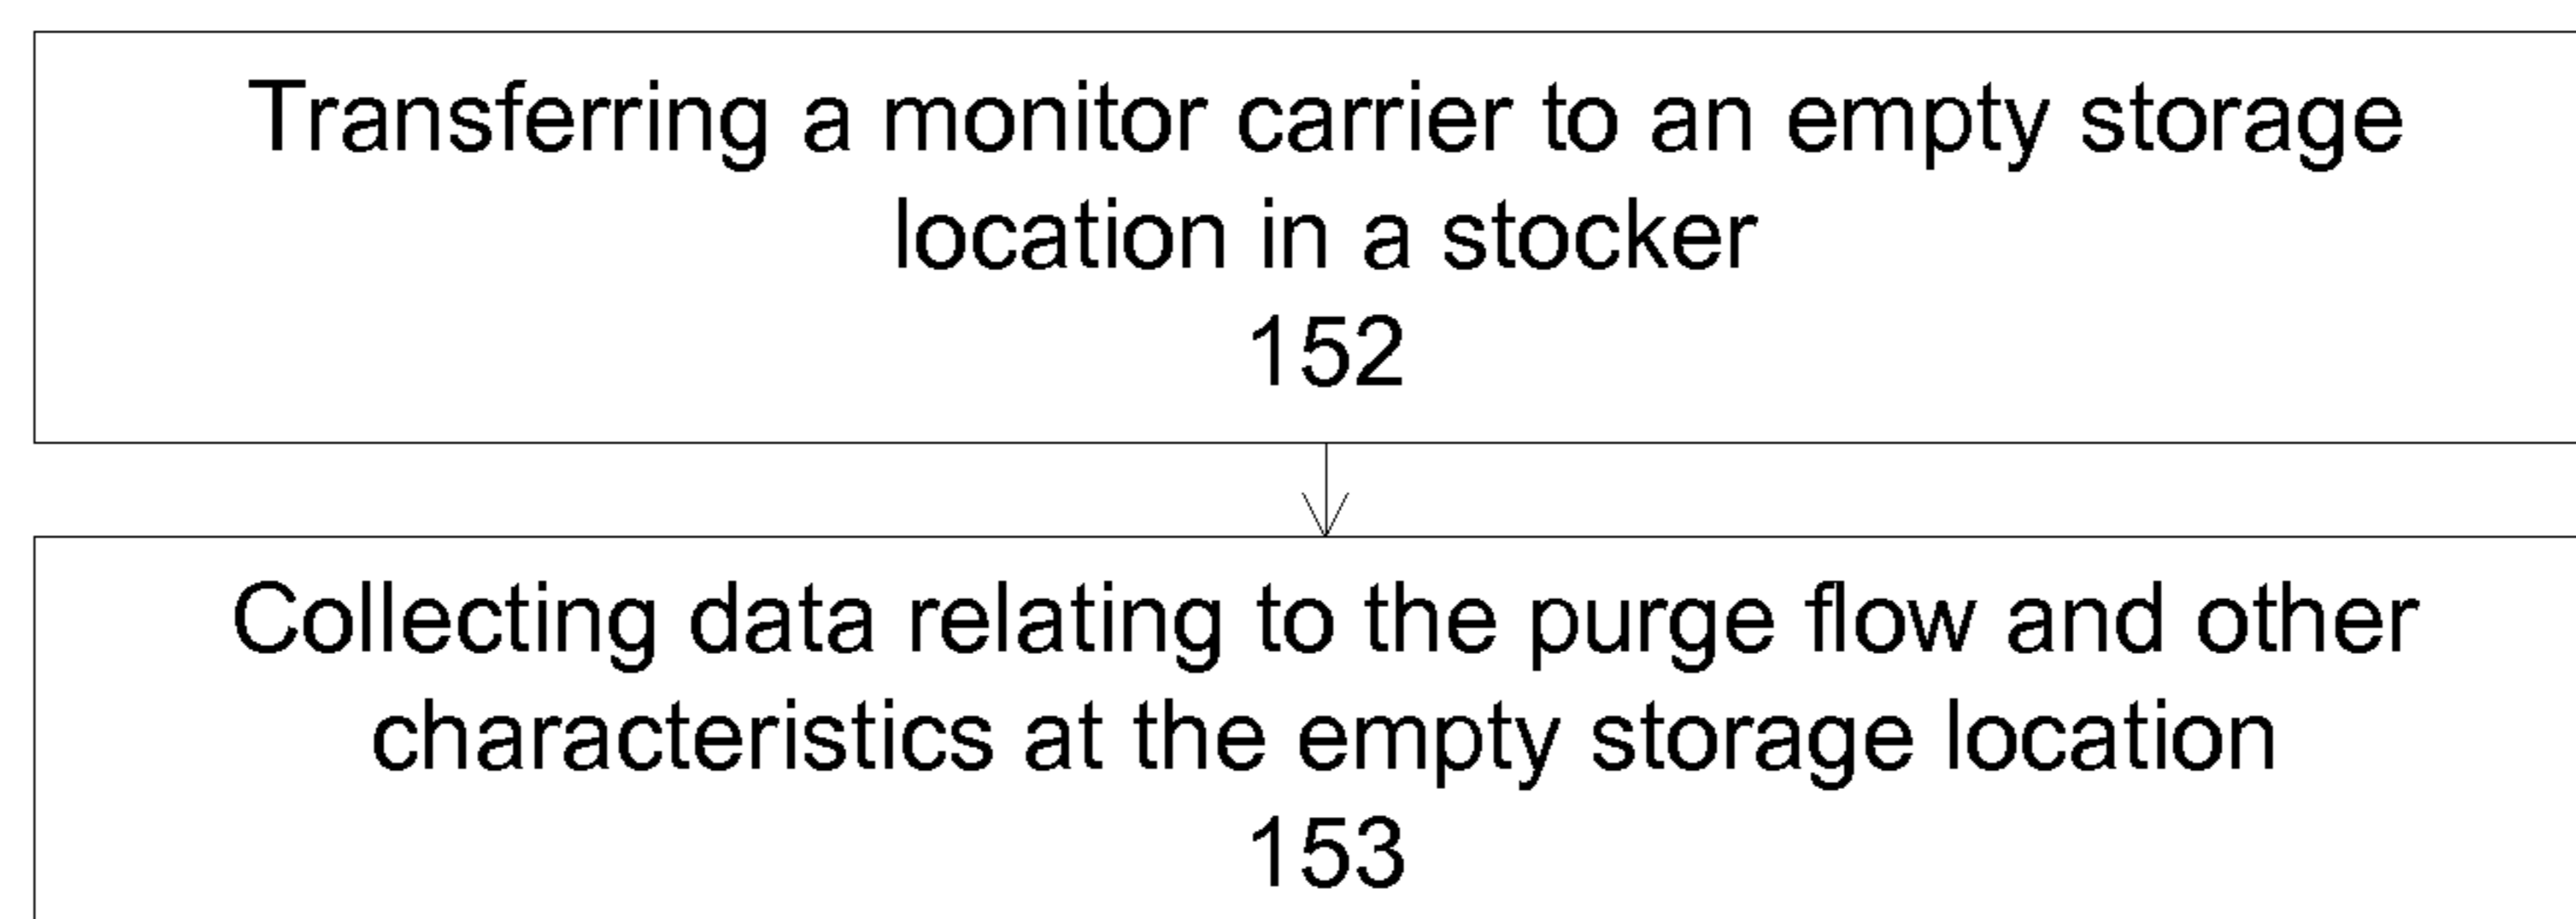 Transferring a monitor carrier to an empty storage
location in a stocker
152
Collecting data relating to the purge flow and other
characteristics at the empty storage location
153